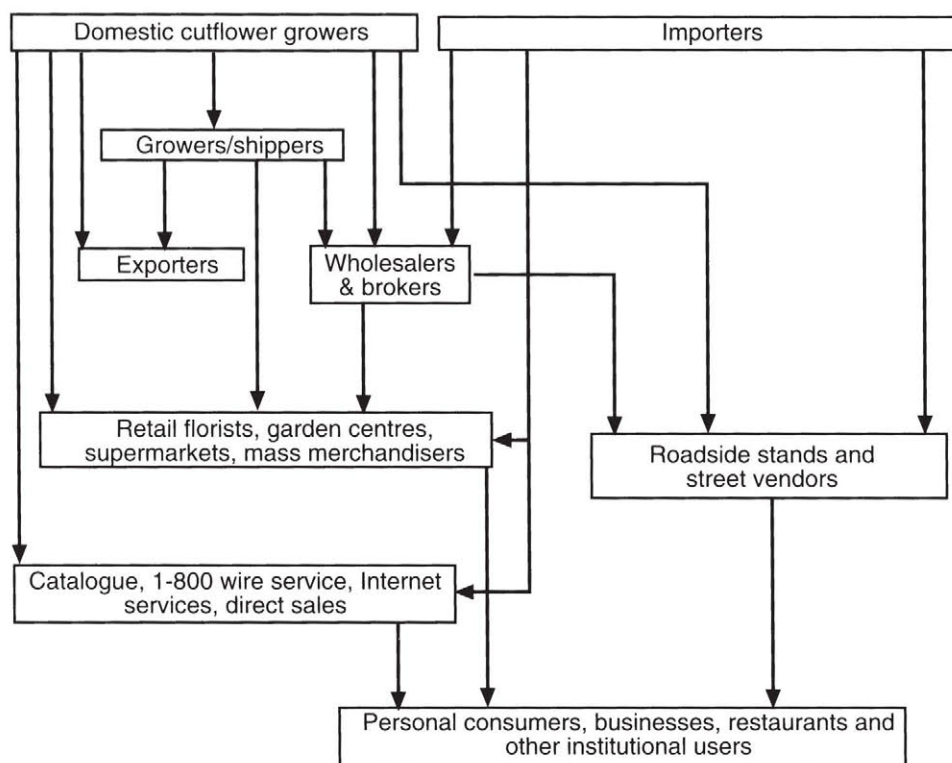 Domestic cutflower growers
Importers
Growers/shippers
Exporters
Wholesalers
& brokers
Retail florists, garden centres,
supermarkets, mass merchandisers
Roadside stands and
street vendors
Catalogue, 1-800 wire service, Internet
services, direct sales
Personal consumers, businesses, restaurants and
other institutional users